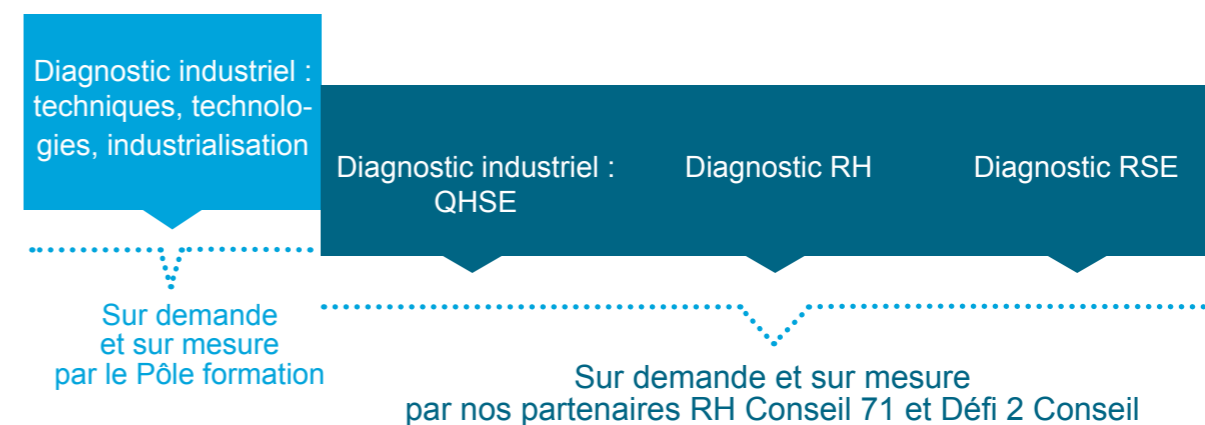 Diagnostic industriel :
techniques, technolo-
gies, industrialisation
Diagnostic industriel :
QHSE
Diagnostic RH
Diagnostic RSE
Sur demande
et sur mesure
par le Pôle formation
Sur demande et sur mesure
par nos partenaires RH Conseil 71 et Défi 2 Conseil